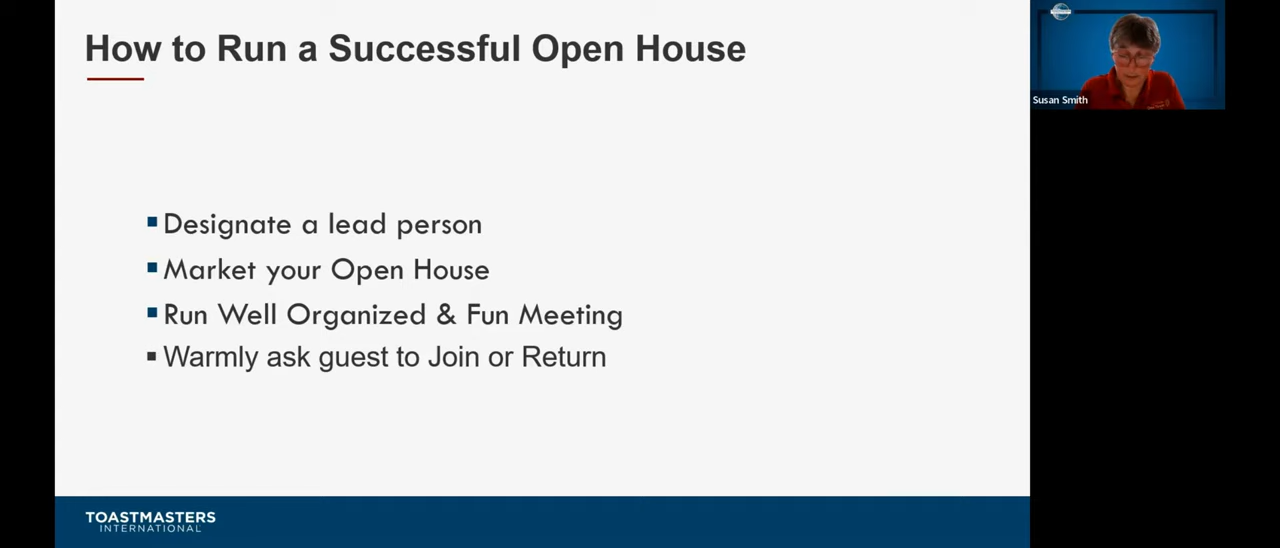 How to Run a Successful Open House
Designate a lead person
Market your Open House
Run Well Organized & Fun Meeting
Warmly ask guest to Join or Return
TOASTMASTERS
INTERNATIONAL
Susan Smith